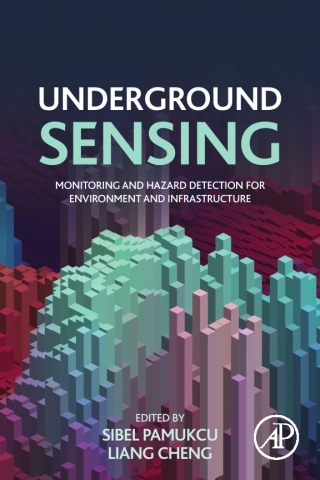 UNDERGROUND
SENSING
MONITORING AND HAZARD DETECTION FOR
ENVIRONMENT AND INFRASTRUCTURE
EDITED BY
SIBEL PAMUKCU
LIANG CHENG
AP